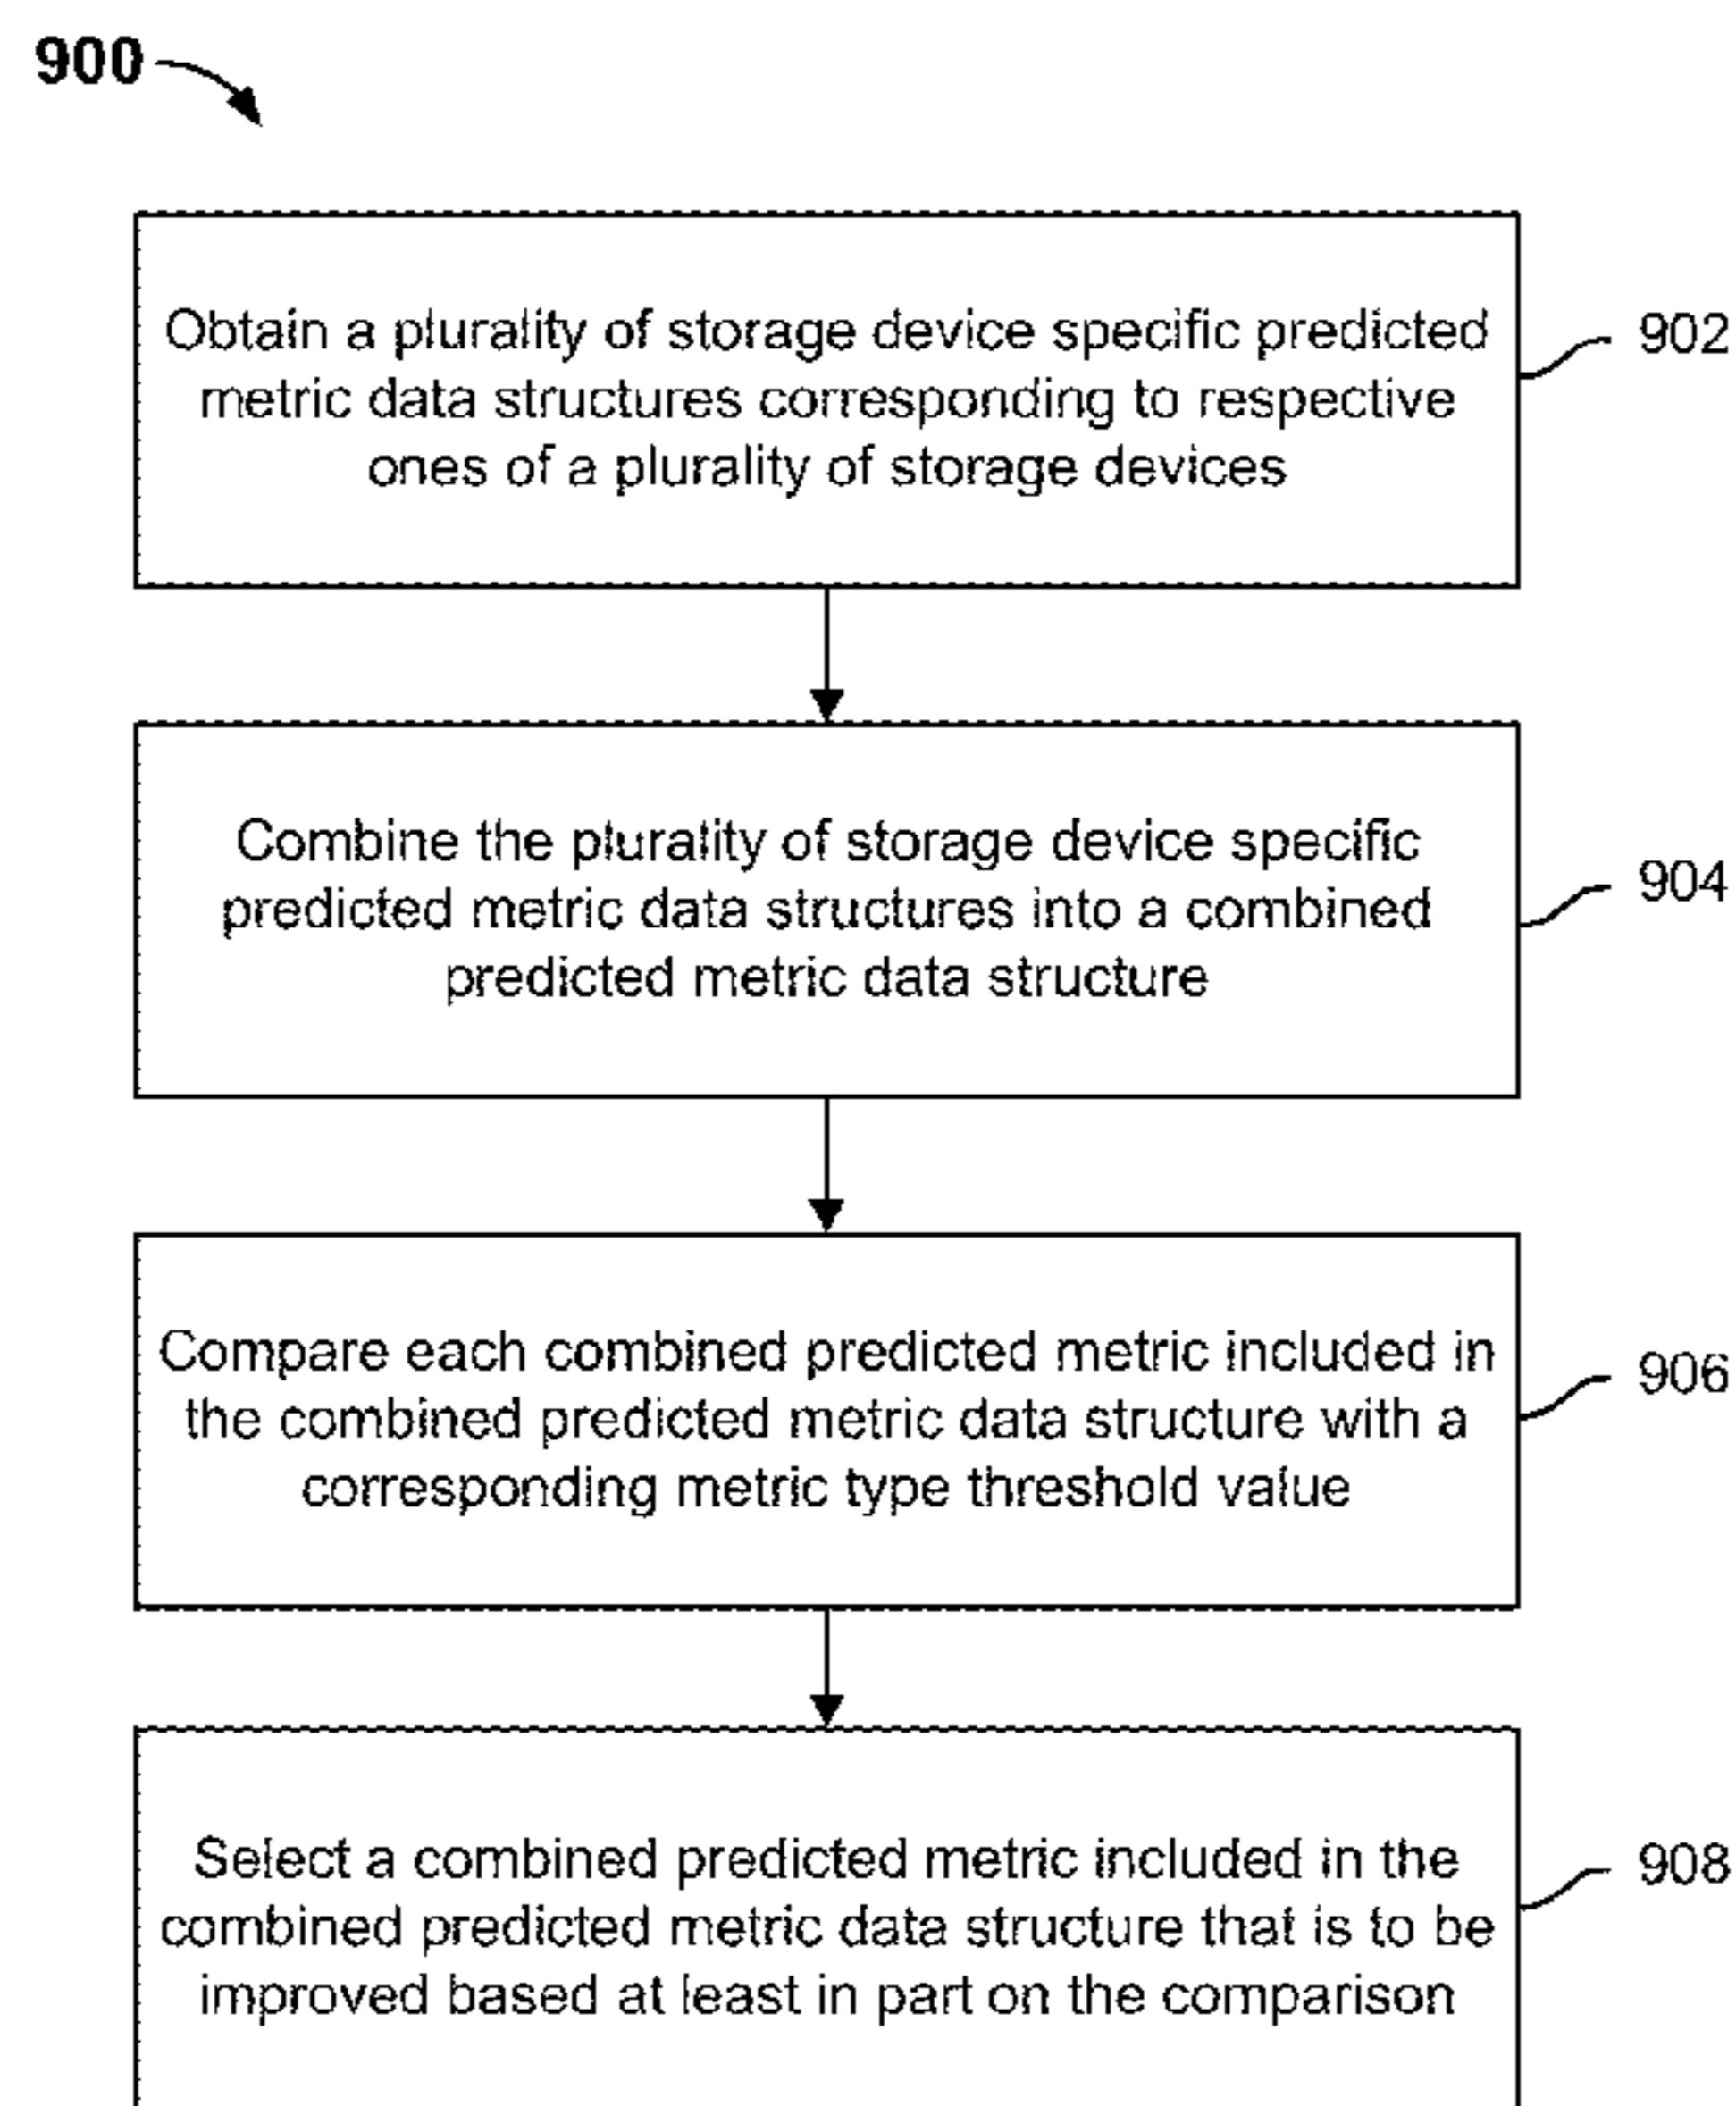 900
Obtain a plurality of storage device specific predicted
metric data structures corresponding to respective
ones of a plurality of storage devices
902
Combine the plurality of storage device specific
predicted metric data structures into a combined
predicted metric data structure
904
Compare each combined predicted metric included in
the combined predicted metric data structure with a
corresponding metric type threshold value
906
Select a combined predicted metric included in the
combined predicted metric data structure that is to be
improved based at least in part on the comparison
908